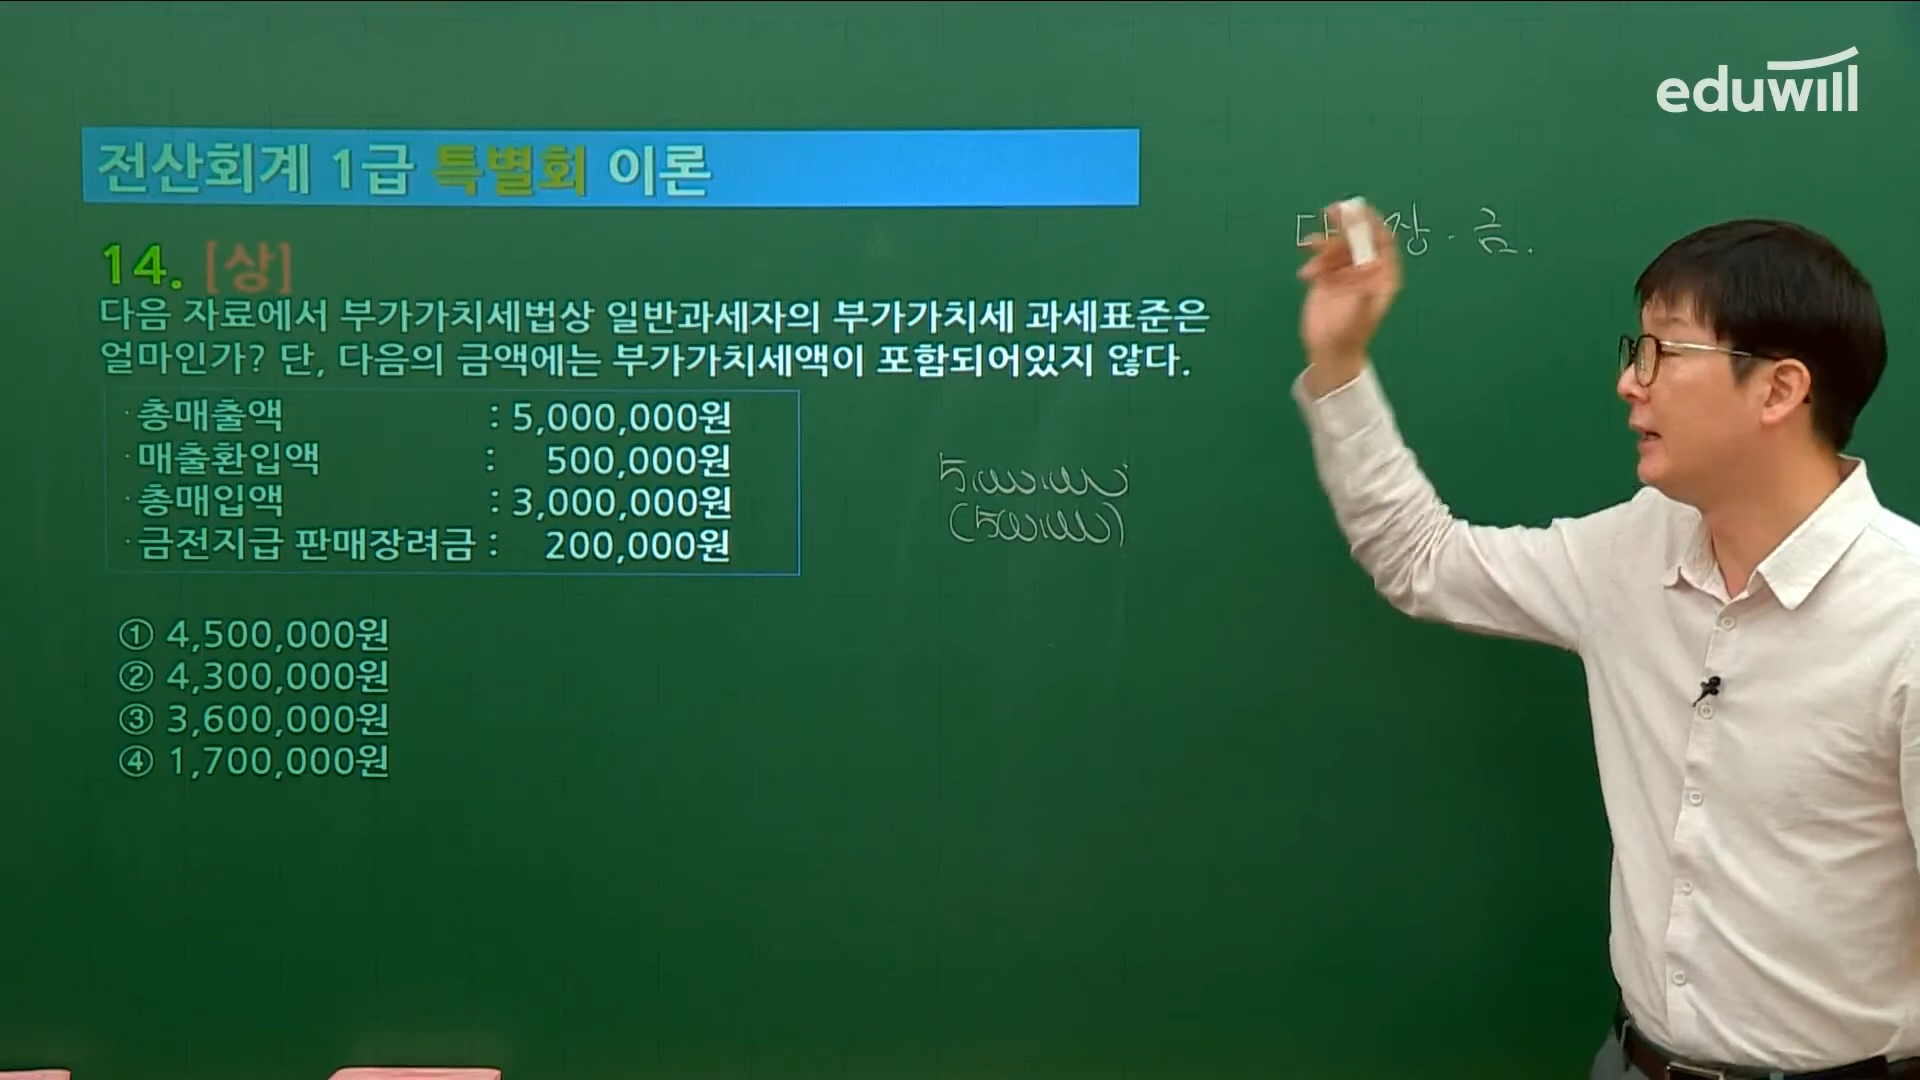 eduwill
전산회계 1급 특별회 이론
장·금.
14. [상]
다음 자료에서 부가가치세법상 일반과세자의 부가가치세 과세표준은
얼마인가? 단, 다음의 금액에는 부가가치세액이 포함되어있지 않다.
·총매출액 : 5,000,000원
·매출환입액 : 500,000원
·총매입액 : 3,000,000원
·금전지급 판매장려금 : 200,000원
5,000,000
(500,000)
① 4,500,000원
② 4,300,000원
③ 3,600,000원
④ 1,700,000원